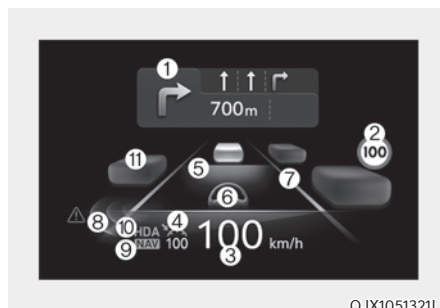 ①
700m
②
100
⑪
⑤
⑦
⑥
⑧
⑩
④
HDA
100
100 km/h
⑨
NAV
③
OJX1051321L